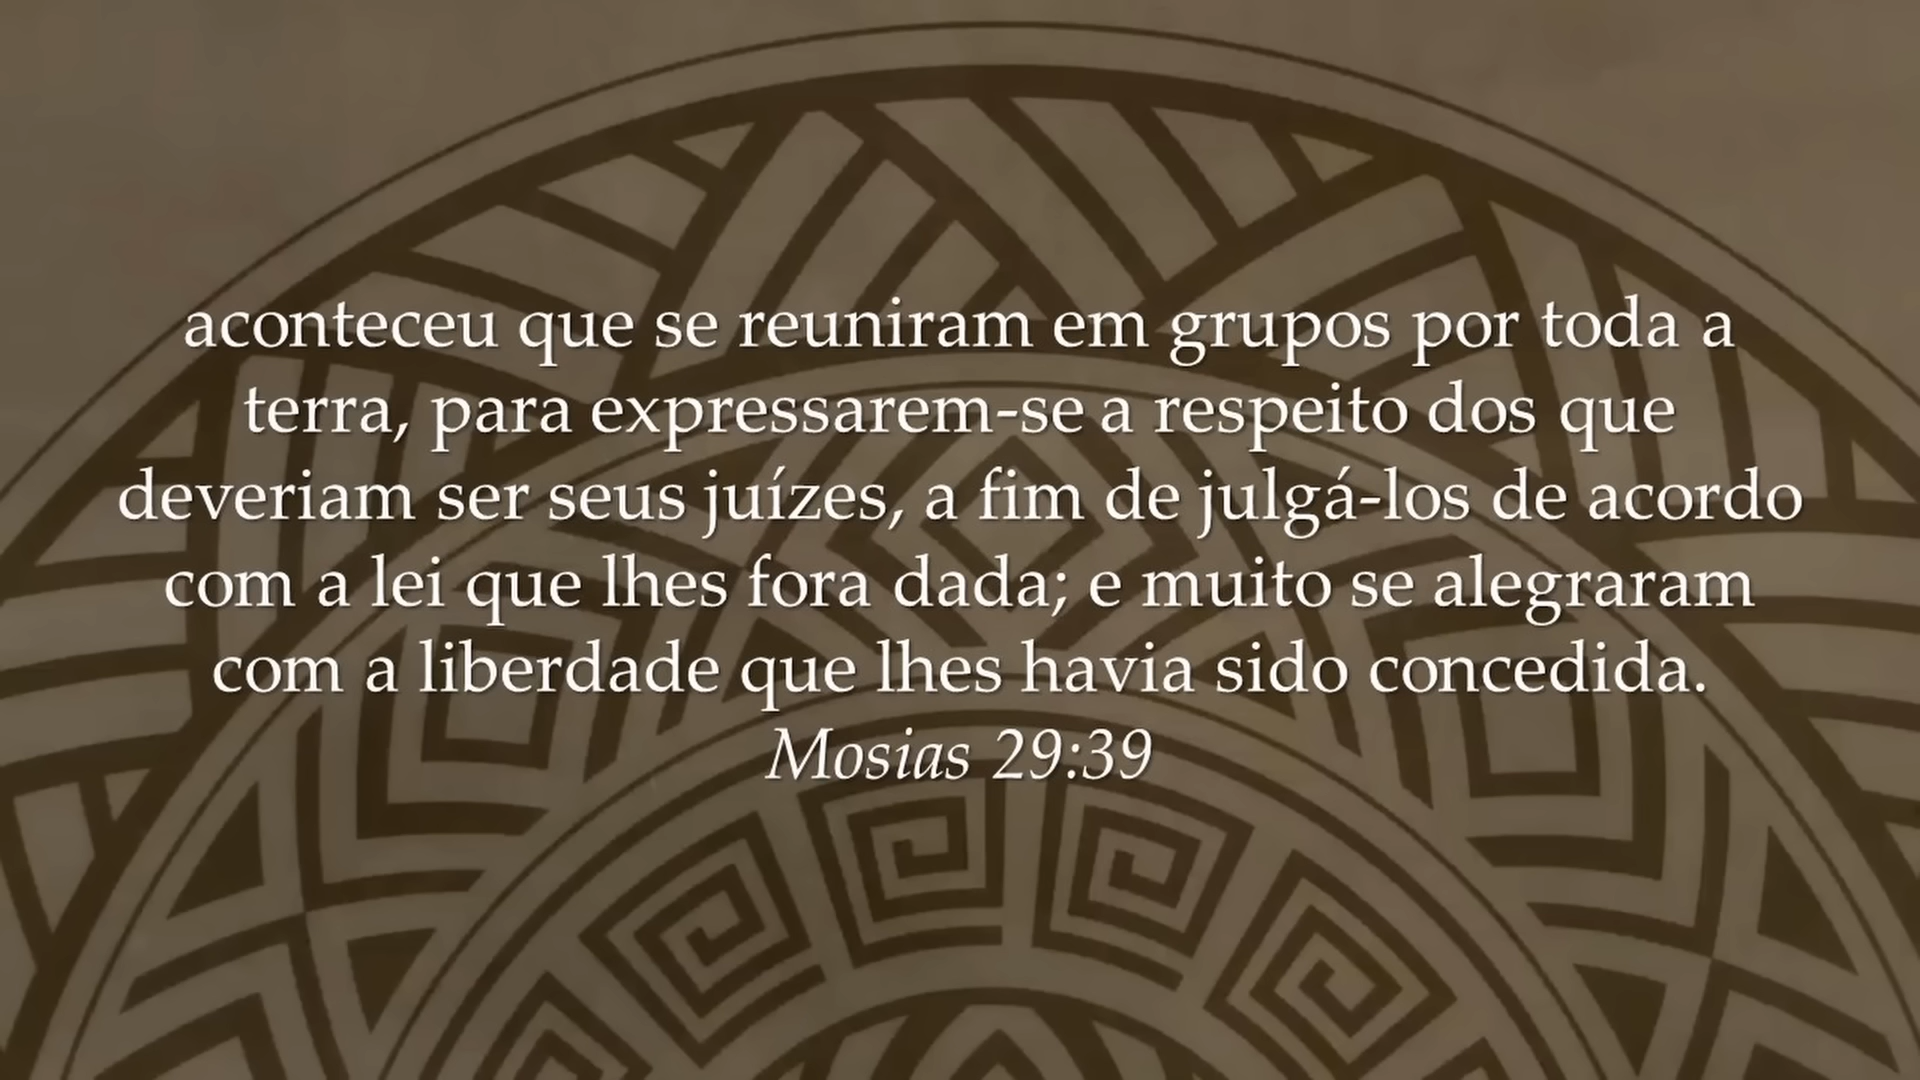 aconteceu que se reuniram em grupos por toda a
terra, para expressarem-se a respeito dos que
deveriam ser seus juízes, a fim de julgá-los de acordo
com a lei que lhes fora dada; e muito se alegraram
com a liberdade que lhes havia sido concedida.
Mosias 29:39